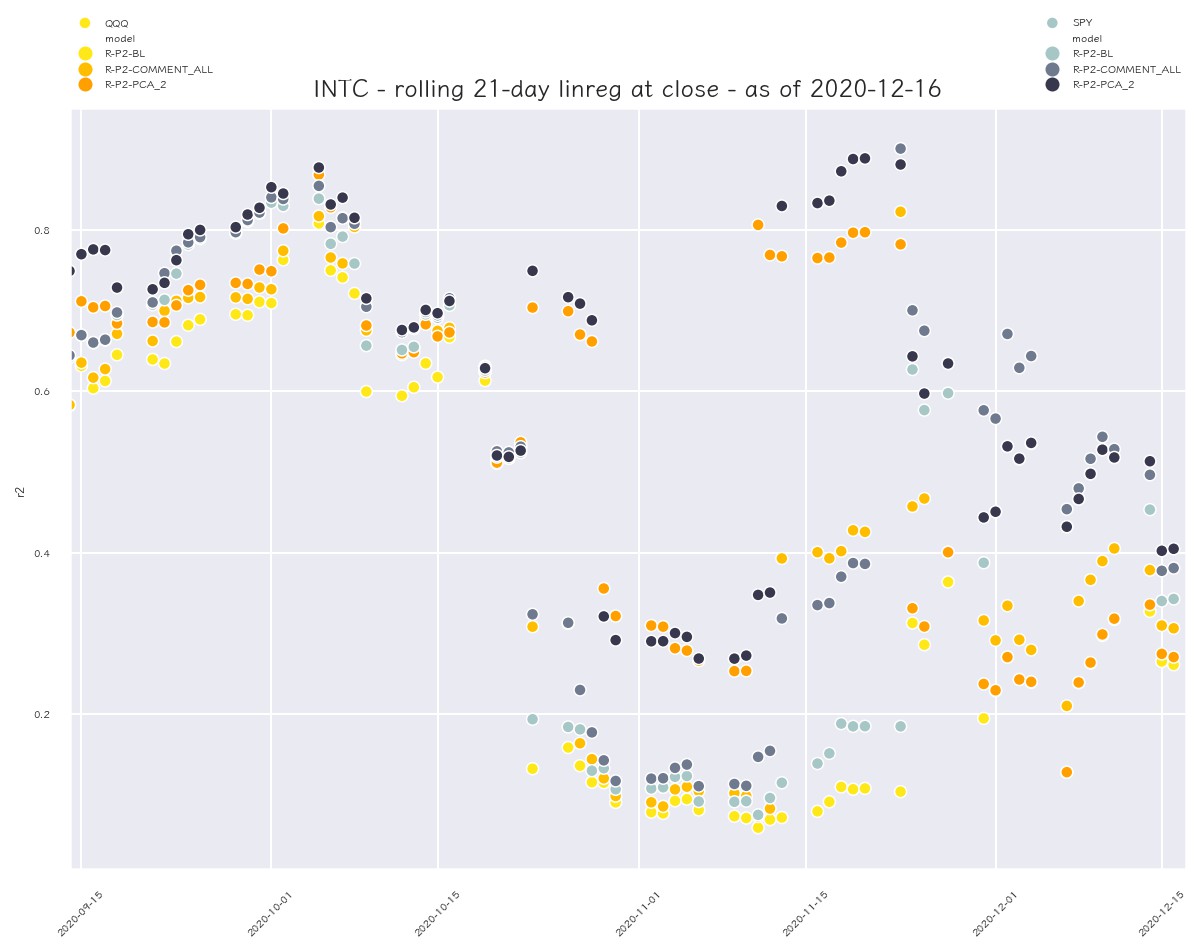 QQQ
model
R-P2-BL
R-P2-COMMENT_ALL
R-P2-PCA_2
SPY
model
R-P2-BL
R-P2-COMMENT_ALL
R-P2-PCA_2
INTC - rolling 21-day linreg at close - as of 2020-12-16
0.8
0.6
0.4
0.2
r2
2020-09-15
2020-10-01
2020-10-15
2020-11-01
2020-11-15
2020-12-01
2020-12-15